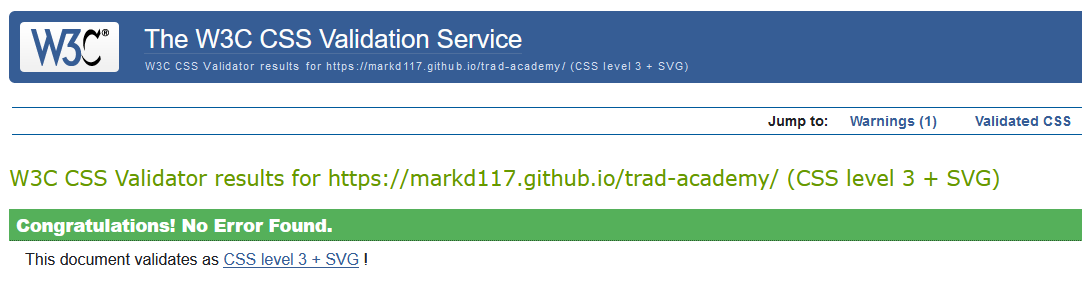 W3C®
The W3C CSS Validation Service
W3C CSS Validator results for https://markd117.github.io/trad-academy/ (CSS level 3 + SVG)
Jump to: Warnings (1) Validated CSS
W3C CSS Validator results for https://markd117.github.io/trad-academy/ (CSS level 3 + SVG)
Congratulations! No Error Found.
This document validates as CSS level 3 + SVG !